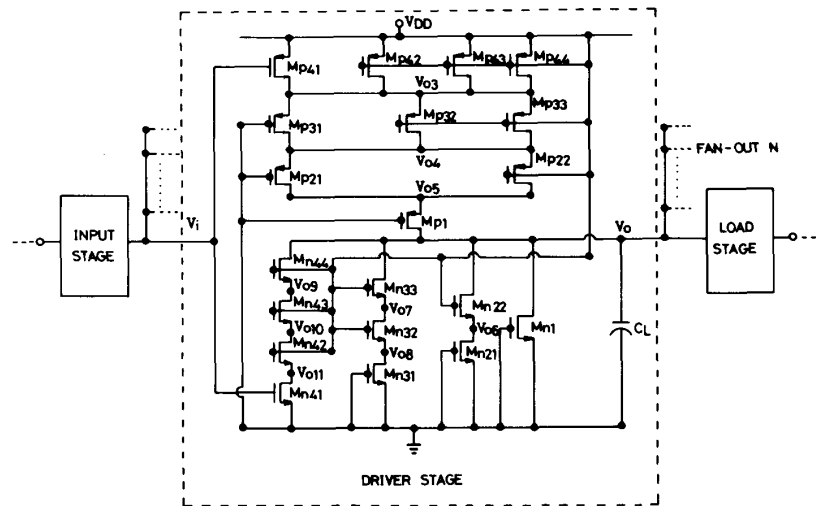 VDD
Mp41
Mp42
Mp43
Mp44
Vo3
Mp33
Mp31
Mp32
Vo4
Mp21
Mp22
Vo5
Mp1
FAN-OUT N
INPUT
STAGE
Vi
Vo
LOAD
STAGE
Mn44
Vo9
Mn43
Vo10
Mn42
Vo11
Mn41
Mn33
Vo7
Mn32
Vo8
Mn31
Mn22
Vo6
Mn21
Mn1
CL
DRIVER STAGE